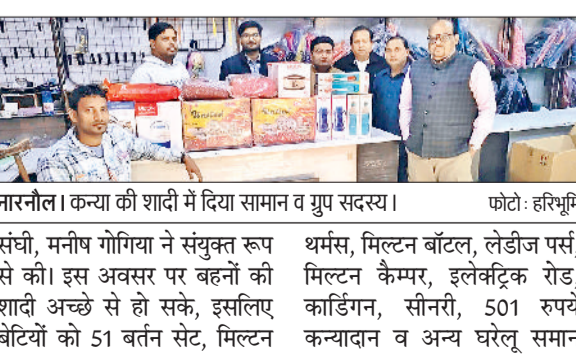 नारनौल। कन्या की शादी में दिया सामान व ग्रुप सदस्य।
फोटो : हरिभूमि
संघी, मनीष गोगिया ने संयुक्त रूप
से की। इस अवसर पर बहनों की
शादी अच्छे से हो सके, इसलिए
बेटियों को 51 बर्तन सेट, मिल्टन
थर्मस, मिल्टन बॉटल, लेडीज पर्स,
मिल्टन कैम्पर, इलेक्ट्रिक रोड,
कार्डिगन, सीनरी, 501 रुपये
कन्यादान व अन्य घरेलू समान